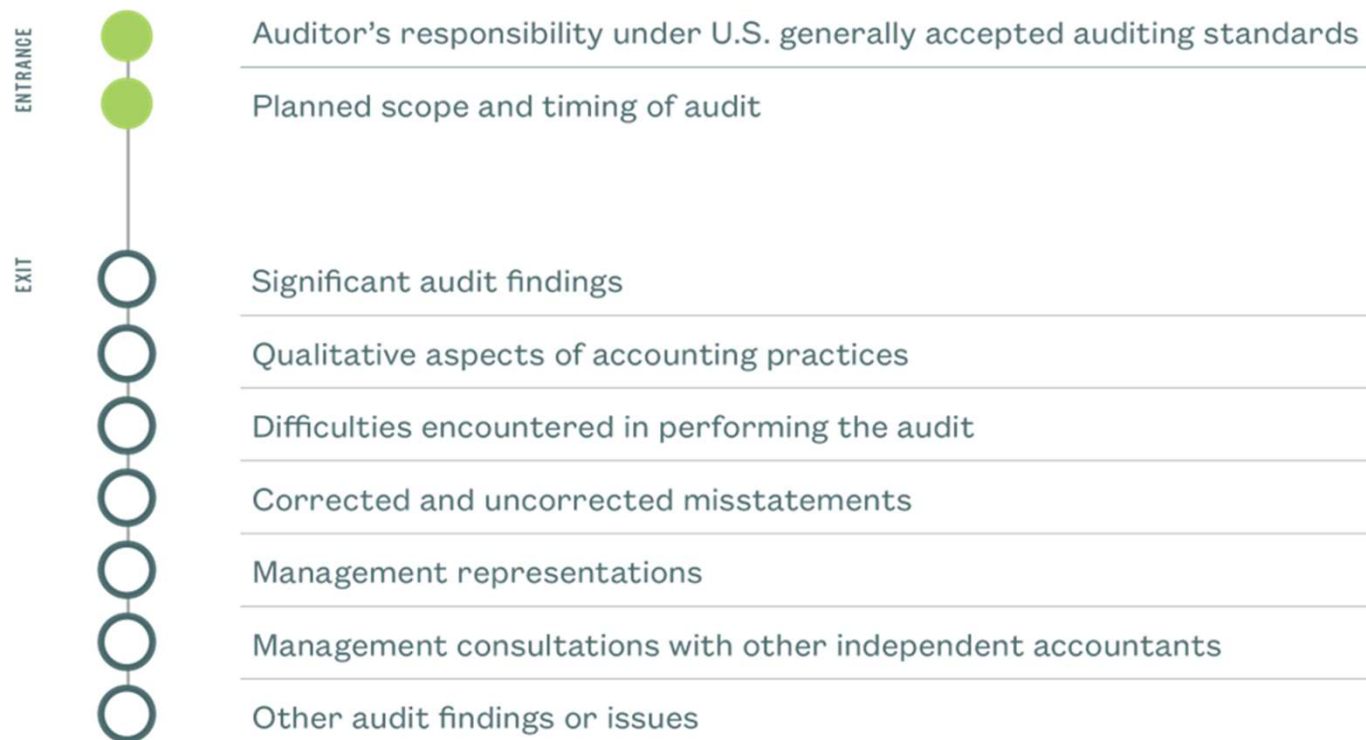 ENTRANCE
Auditor’s responsibility under U.S. generally accepted auditing standards
Planned scope and timing of audit
EXIT
Significant audit findings
Qualitative aspects of accounting practices
Difficulties encountered in performing the audit
Corrected and uncorrected misstatements
Management representations
Management consultations with other independent accountants
Other audit findings or issues